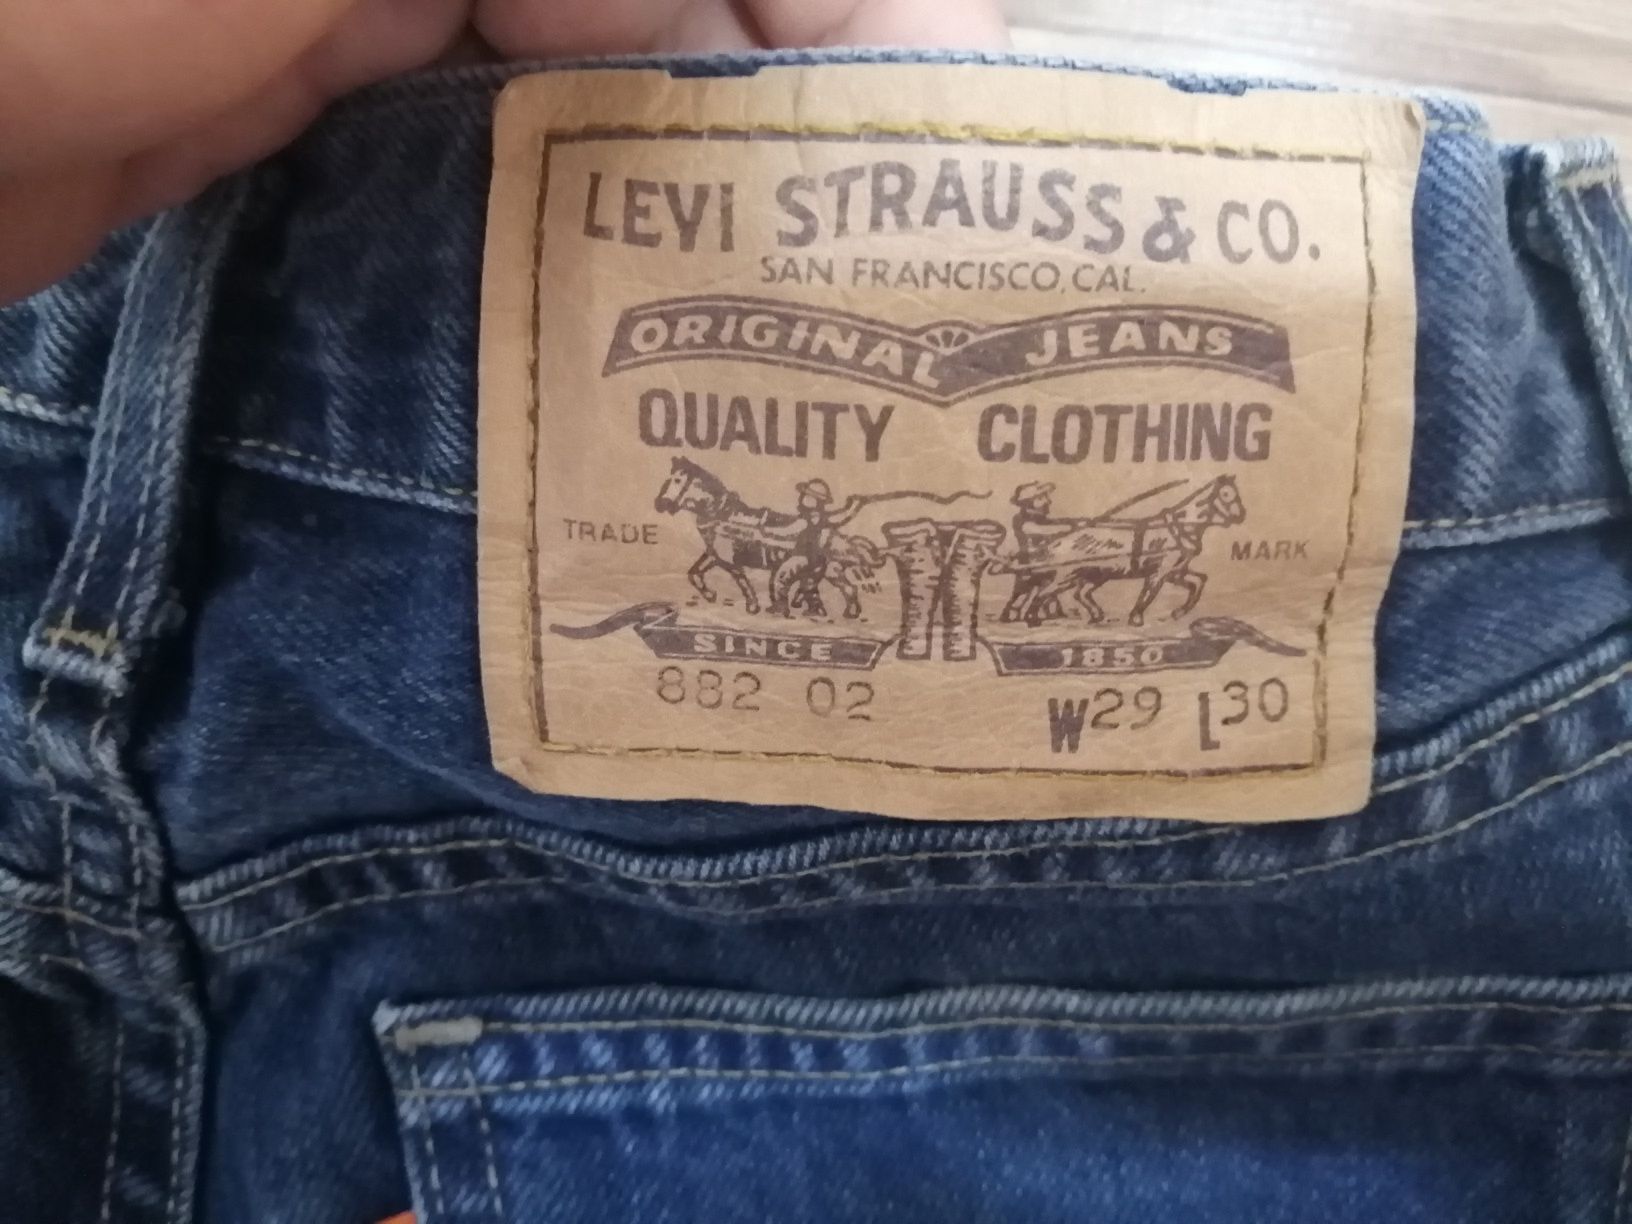 LEVI STRAUSS & CO.
SAN FRANCISCO, CAL.
ORIGINAL JEANS
QUALITY CLOTHING
TRADE MARK
SINCE 1850
882 02 W29 L30